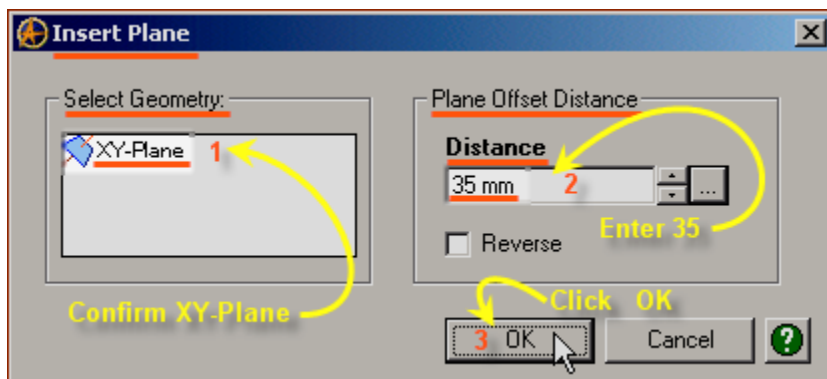 Insert Plane
Select Geometry:
XY-Plane 1
Confirm XY-Plane
Plane Offset Distance
Distance
35 mm 2
...
Enter 35
Reverse
Click OK
3 OK
Cancel
?